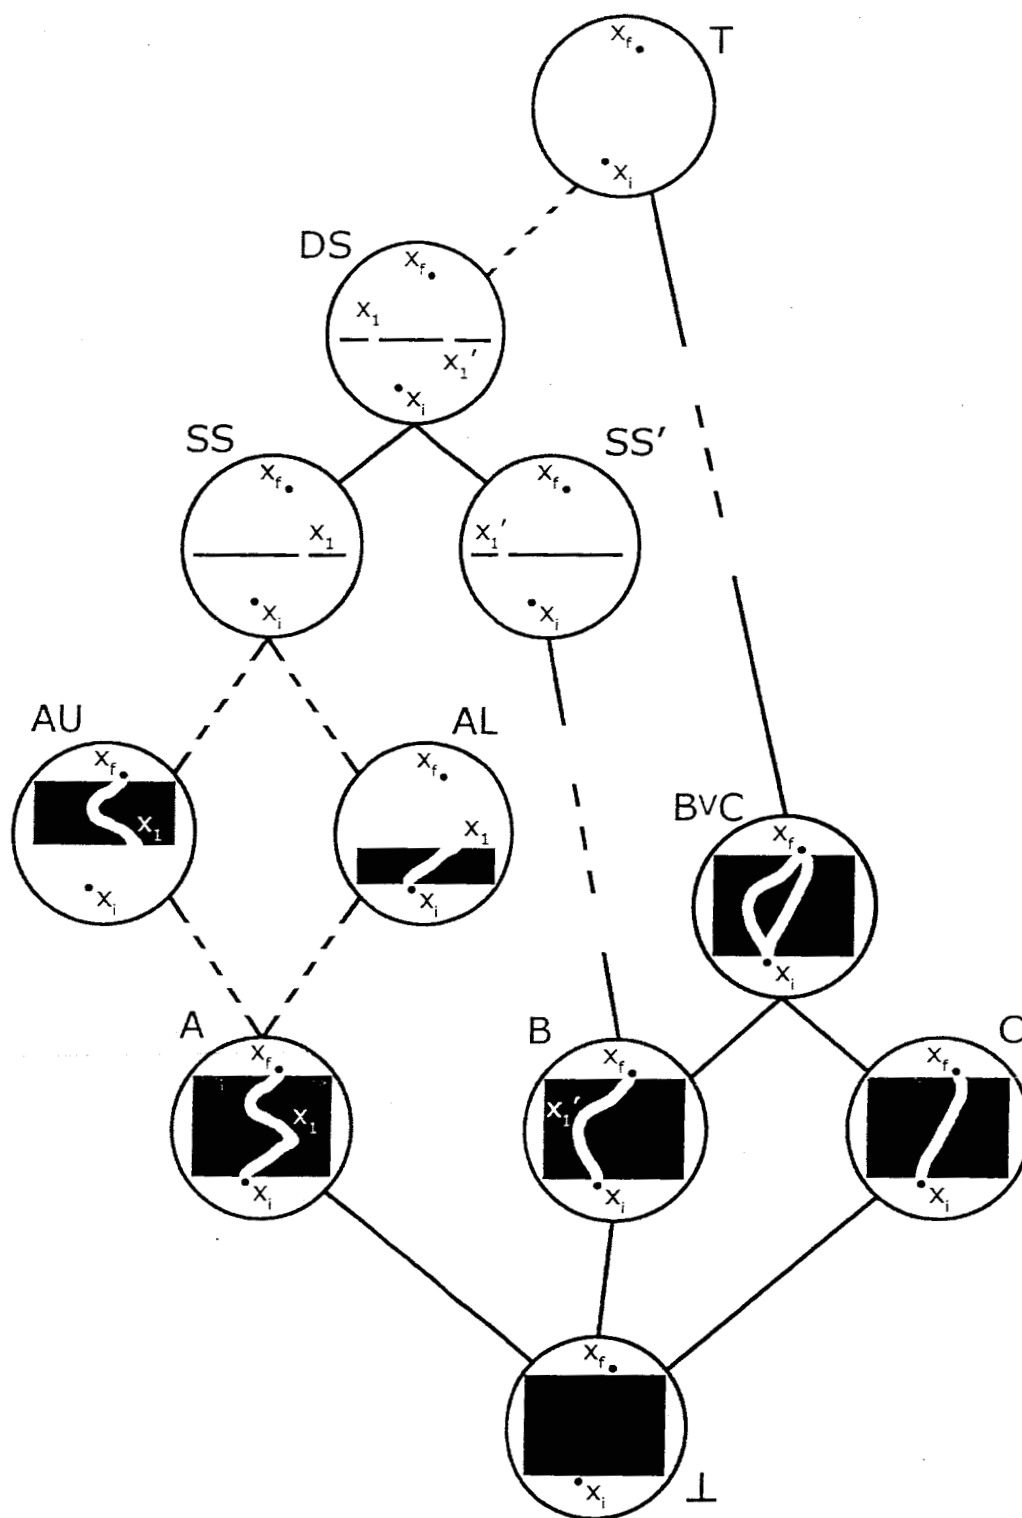 T
x_f
x_i
DS
x_f
x_1
x_1'
x_i
SS
x_f
x_1
x_i
SS'
x_f
x_1'
x_i
AU
x_f
x_1
x_i
AL
x_f
x_1
x_i
B∨C
x_f
x_i
A
x_f
x_1
x_i
B
x_f
x_1'
x_i
C
x_f
x_i
x_f
x_i
⊥